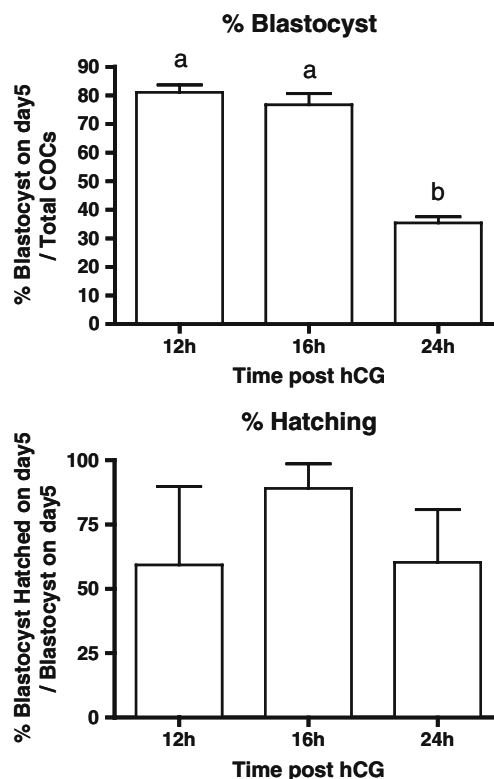 % Blastocyst
% Blastocyst on day5
/ Total COCs
90
80
70
60
50
40
30
20
10
0
a
a
b
12h
16h
24h
Time post hCG
% Hatching
% Blastocyst Hatched on day5
/ Blastocyst on day5
100
75
50
25
0
12h
16h
24h
Time post hCG